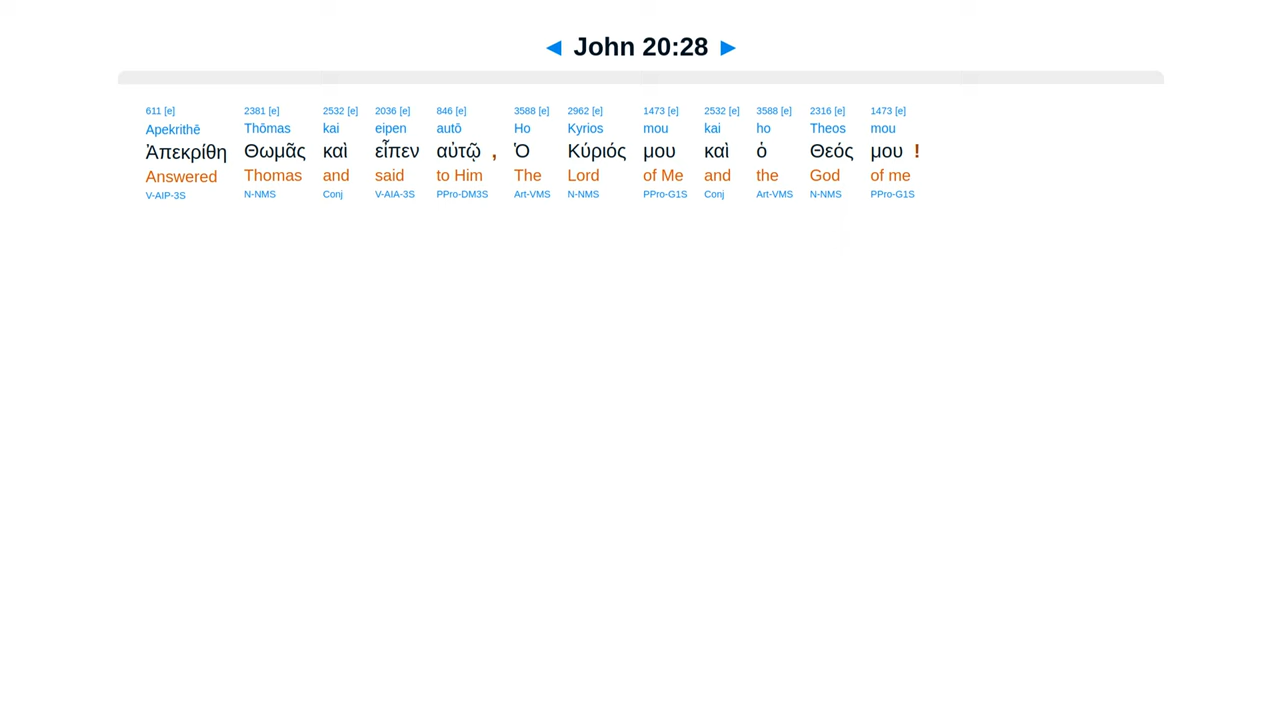 ◄ John 20:28 ►
611 [e] 2381 [e] 2532 [e] 2036 [e] 846 [e] 3588 [e] 2962 [e] 1473 [e] 2532 [e] 3588 [e] 2316 [e] 1473 [e]
Apekrithē Thōmas kai eipen autō Ho Kyrios mou kai ho Theos mou
Ἀπεκρίθη Θωμᾶς καὶ εἶπεν αὐτῷ , Ὁ Κύριός μου καὶ ὁ Θεός μου !
Answered Thomas and said to Him The Lord of Me and the God of me
V-AIP-3S N-NMS Conj V-AIA-3S PPro-DM3S Art-VMS N-NMS PPro-G1S Conj Art-VMS N-NMS PPro-G1S